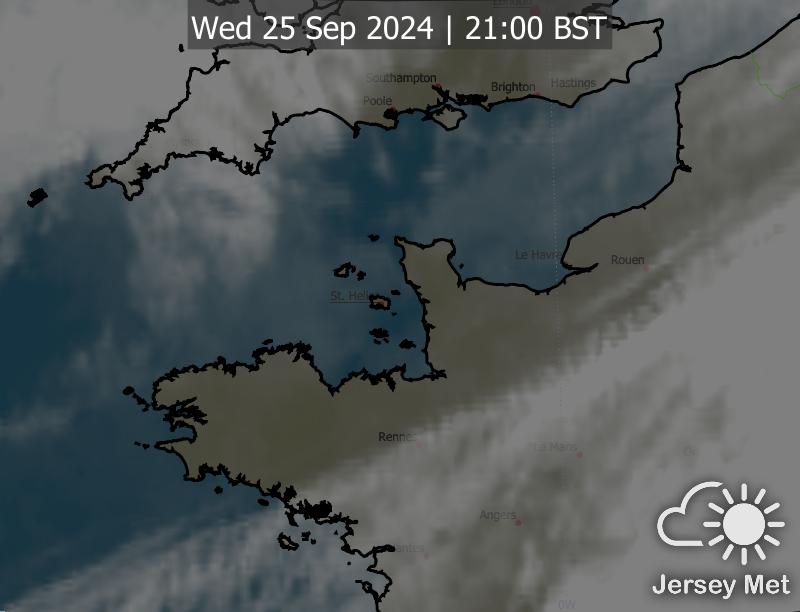 London
Wed 25 Sep 2024 | 21:00 BST
Southampton
Brighton
Hastings
Poole
Le Havre
Rouen
St. Helier
Rennes
Le Mans
Angers
Nantes
0W
Jersey Met